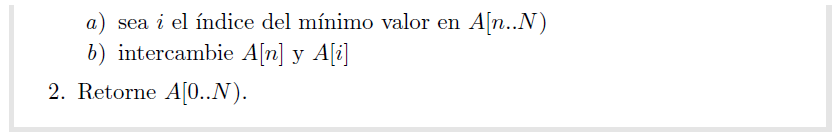 a) sea i el índice del mínimo valor en A[n..N)
b) intercambie A[n] y A[i]
2. Retorne A[0..N).